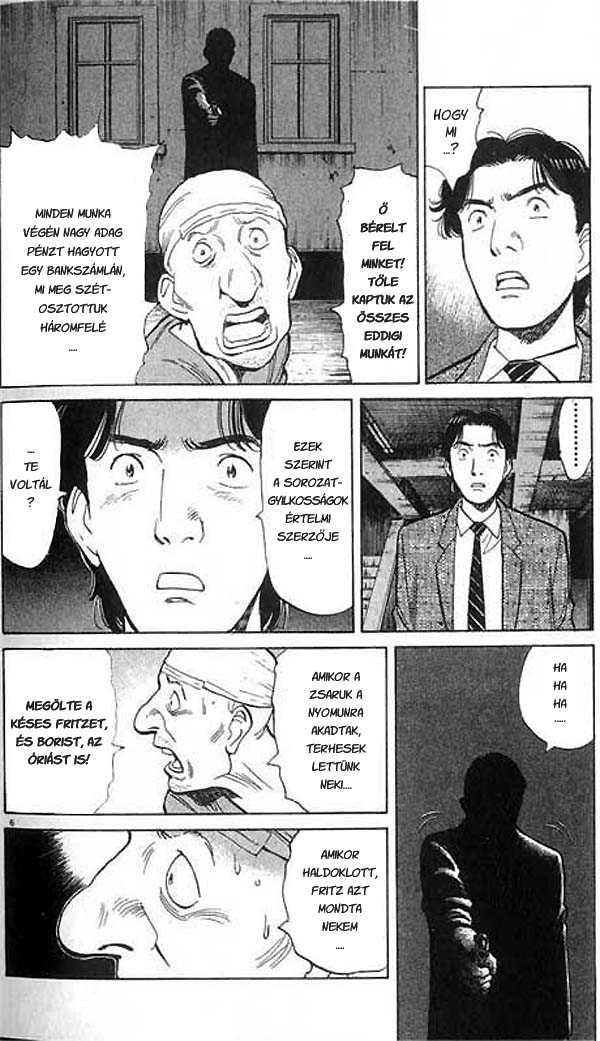 HOGY
MI
...?
Ő
BÉRELT
FEL
MINKET!
TŐLE
KAPTUK AZ
ÖSSZES
EDDIGI
MUNKÁT!
MINDEN MUNKA
VÉGÉN NAGY ADAG
PÉNZT HAGYOTT
EGY BANKSZÁMLÁN,
MI MEG SZÉT-
OSZTOTTUK
HÁROMFELÉ
....
........
EZEK
SZERINT
A SOROZAT-
GYILKOSSÁGOK
ÉRTELMI
SZERZŐJE
....
...
TE
VOLTÁL
?
HA
HA
HA
.....
AMIKOR A
ZSARUK A
NYOMUNRA
AKADTAK,
TERHESEK
LETTÜNK
NEKI....
MEGÖLTE A
KÉSES FRITZET,
ÉS BORIST, AZ
ÓRIÁST IS!
AMIKOR
HALDOKLOTT,
FRITZ AZT
MONDTA
NEKEM
....
6